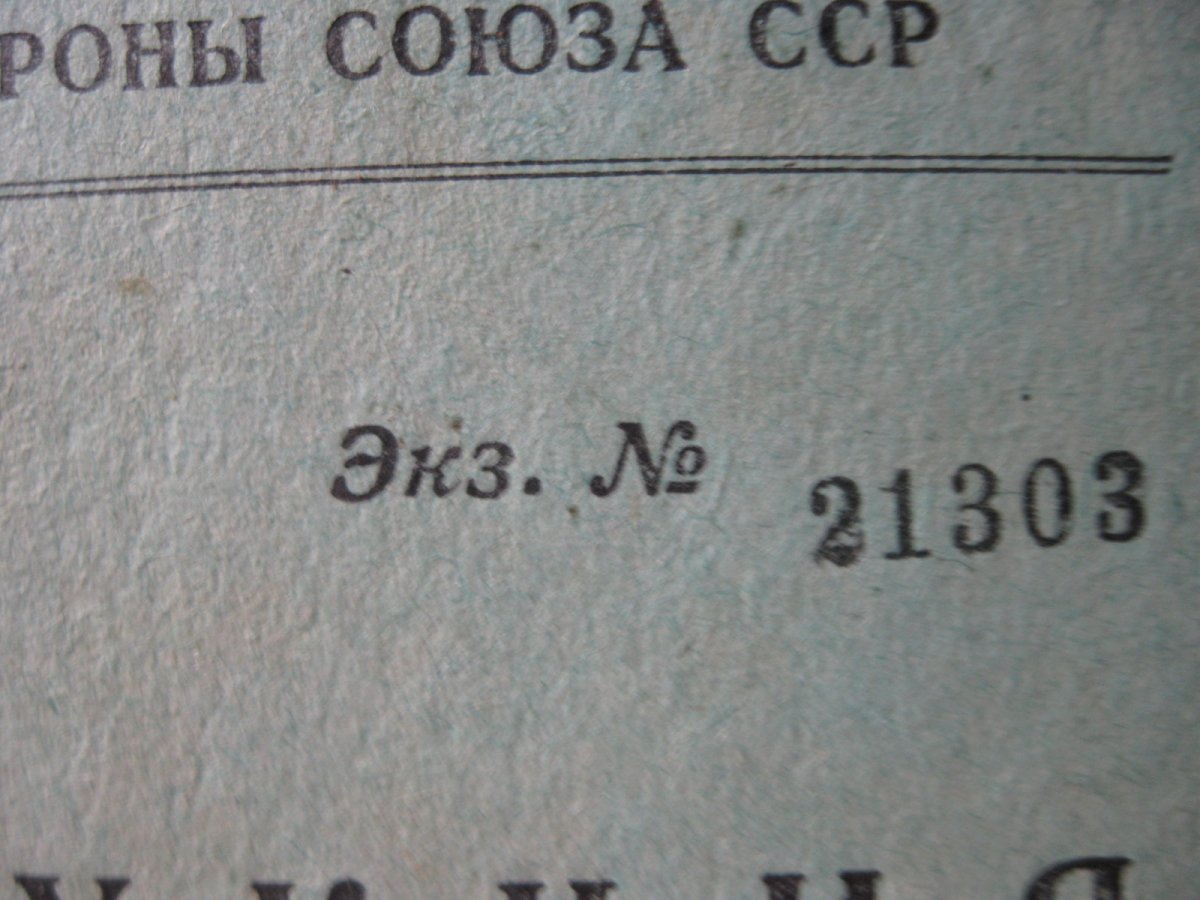 РОНЫ СОЮЗА ССР
Экз. № 21303